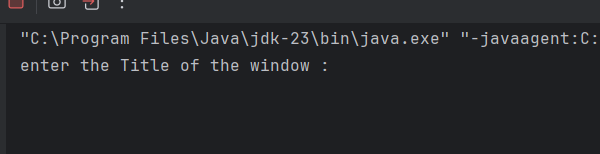 "C:\Program Files\Java\jdk-23\bin\java.exe" "-javaagent:C:
enter the Title of the window :